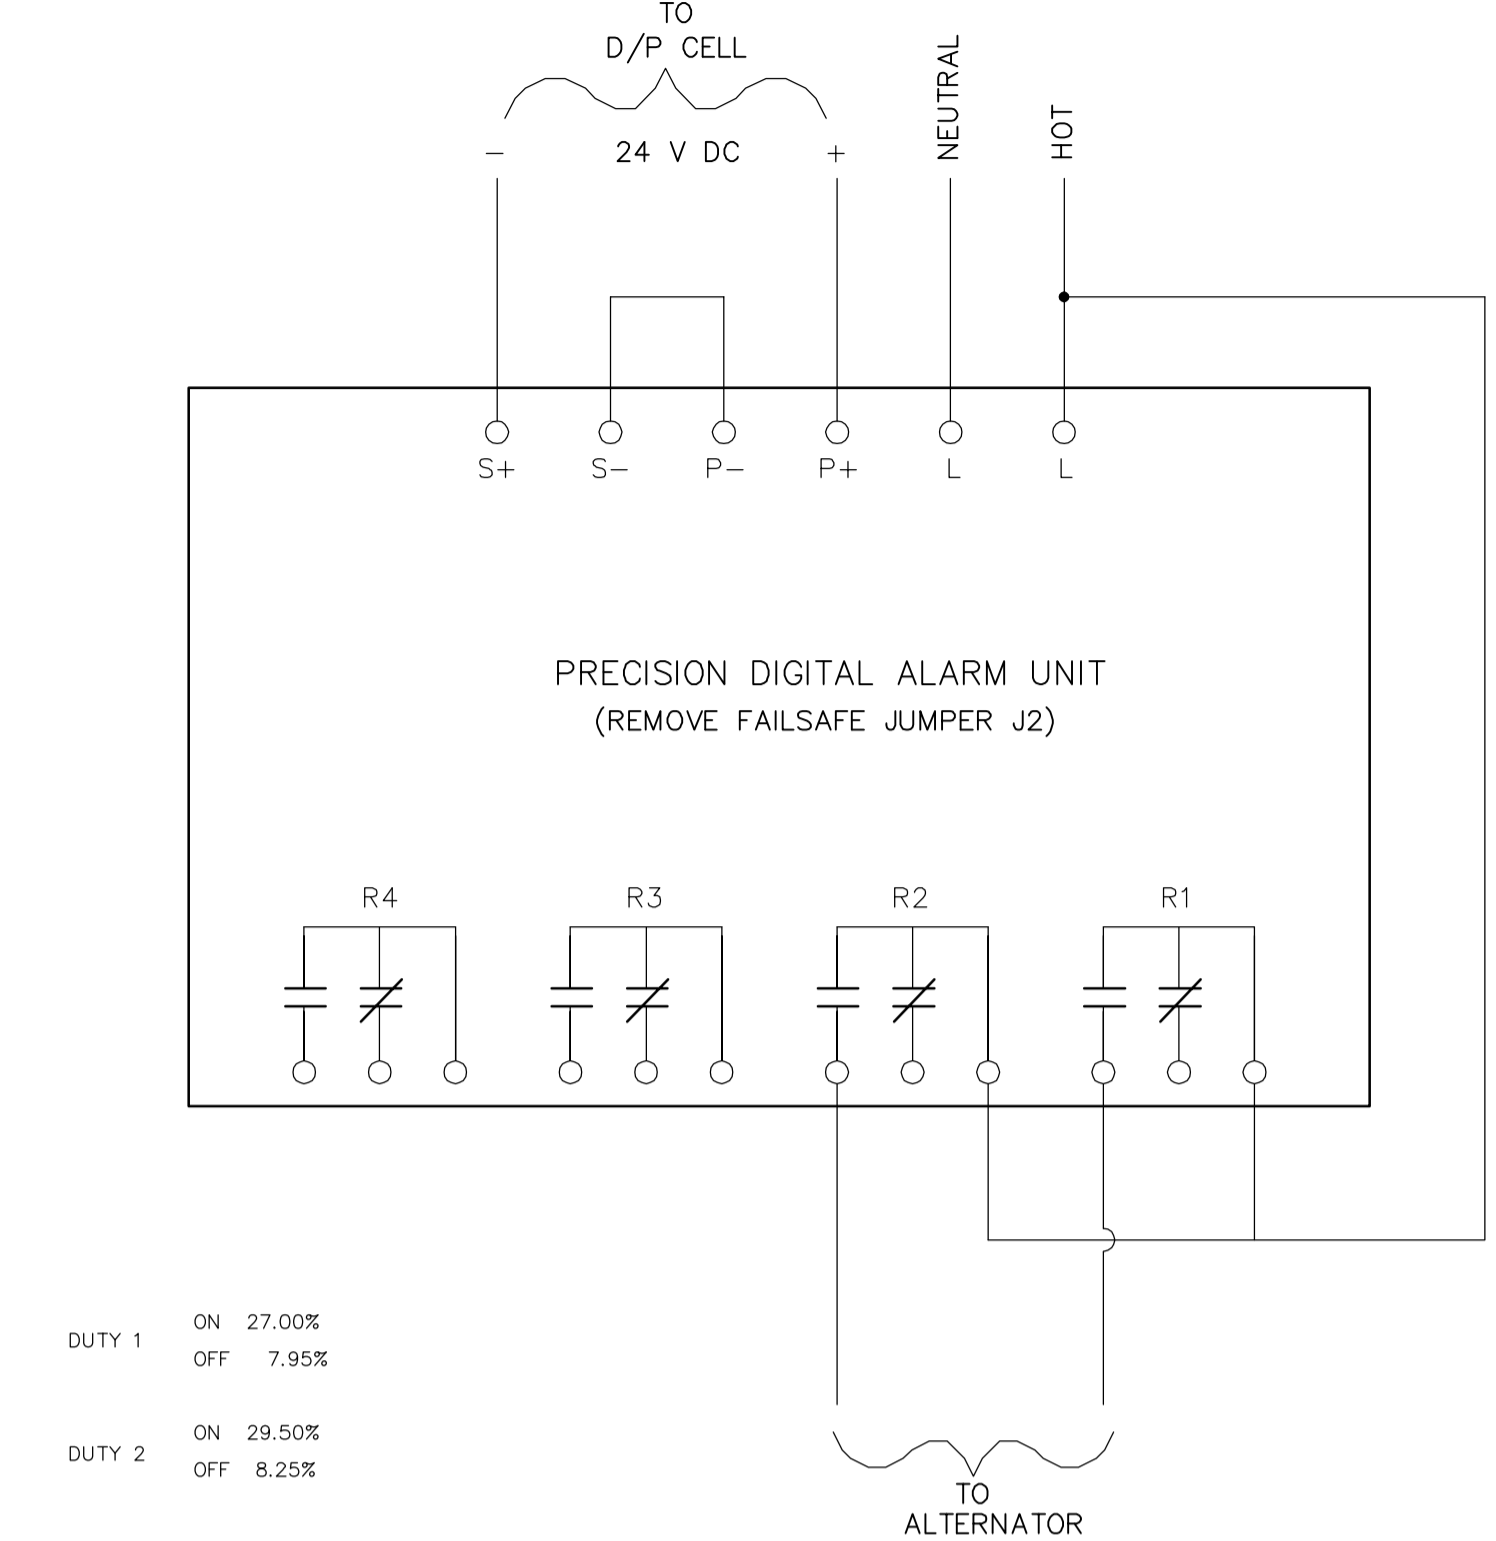 TO
D/P CELL
NEUTRAL
HOT
− 24 V DC +
S+ S− P− P+ L L
PRECISION DIGITAL ALARM UNIT
(REMOVE FAILSAFE JUMPER J2)
R4 R3 R2 R1
DUTY 1
ON 27.00%
OFF 7.95%
DUTY 2
ON 29.50%
OFF 8.25%
TO
ALTERNATOR